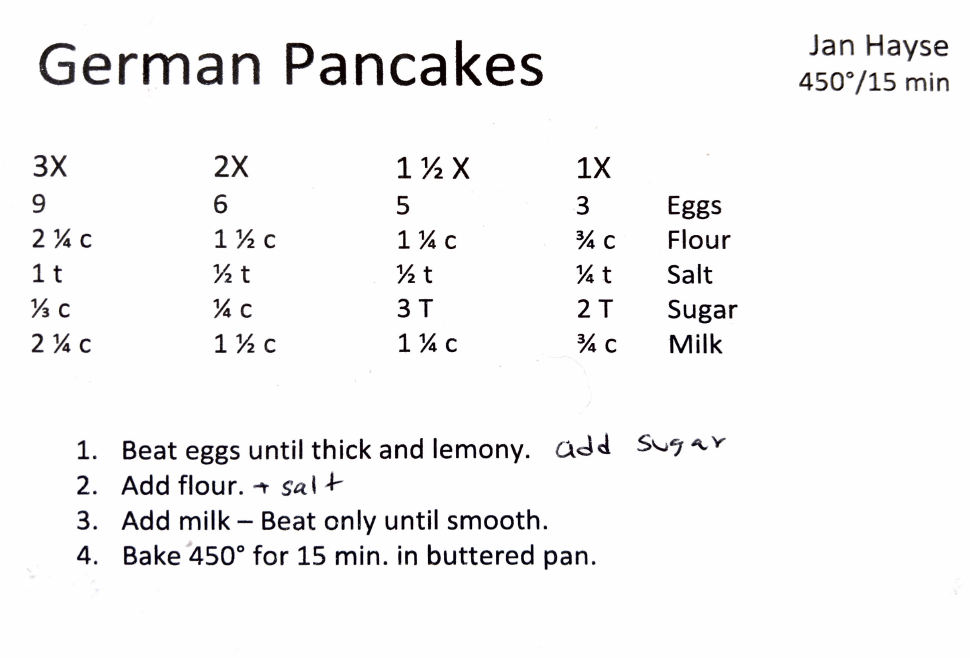 German Pancakes
Jan Hayse
450°/15 min
3X 2X 1 ½ X 1X
9 6 5 3 Eggs
2 ¼ c 1 ½ c 1 ¼ c ¾ c Flour
1 t ½ t ½ t ¼ t Salt
⅓ c ¼ c 3 T 2 T Sugar
2 ¼ c 1 ½ c 1 ¼ c ¾ c Milk
1. Beat eggs until thick and lemony. add sugar
2. Add flour. + salt
3. Add milk – Beat only until smooth.
4. Bake 450° for 15 min. in buttered pan.